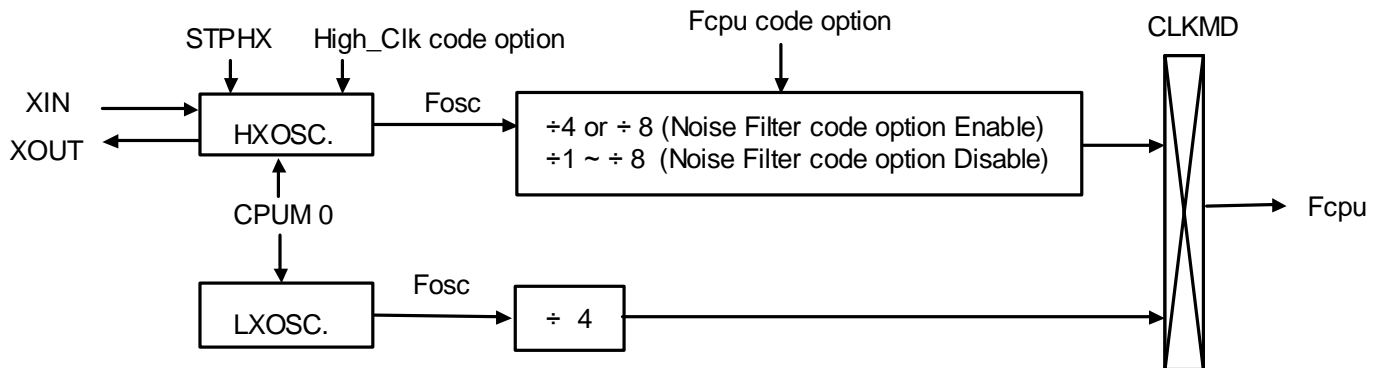 STPHX
High_Clk code option
Fcpu code option
CLKMD
XIN
XOUT
HXOSC.
Fosc
÷4 or ÷ 8 (Noise Filter code option Enable)
÷1 ~ ÷ 8 (Noise Filter code option Disable)
CPUM 0
Fcpu
LXOSC.
Fosc
÷ 4